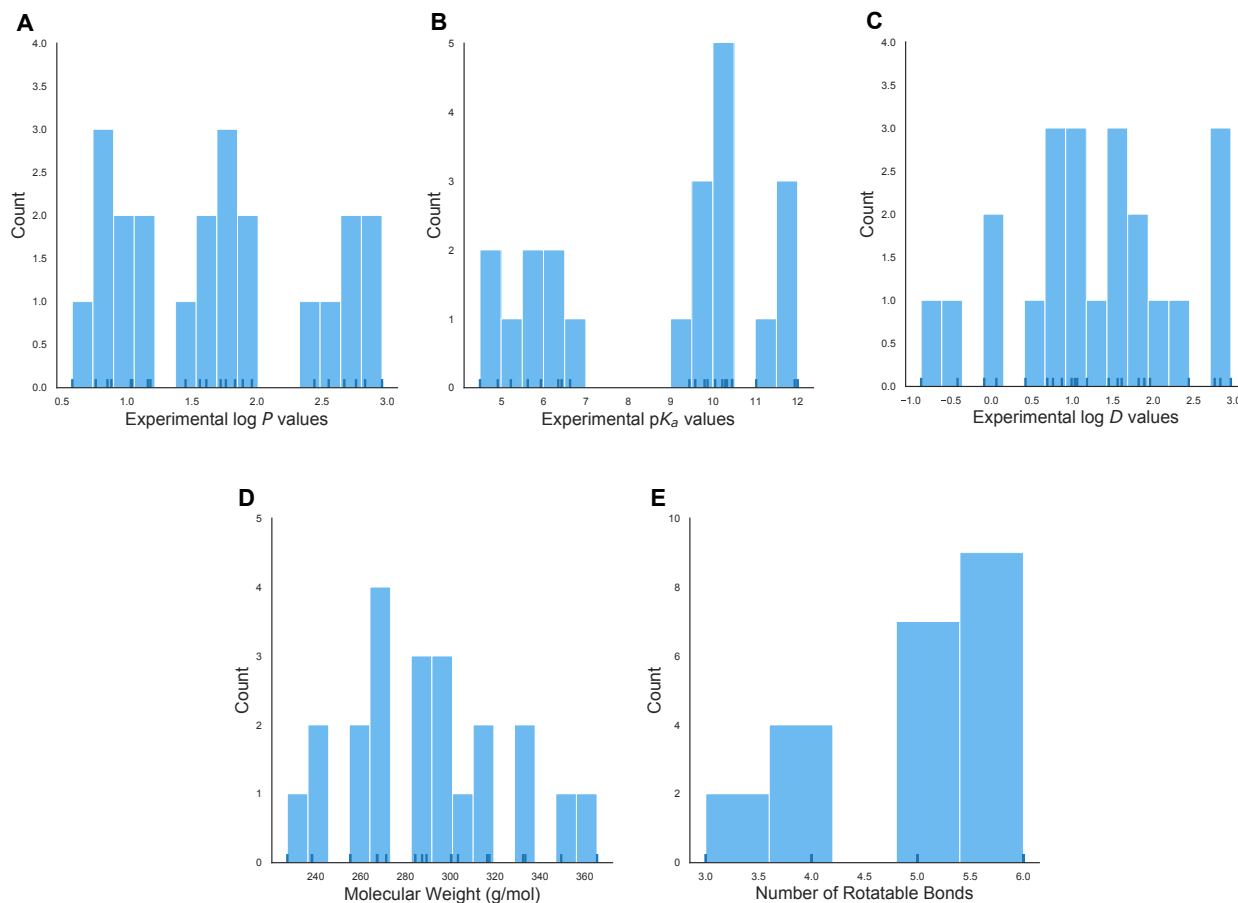 A
4.0
3.5
3.0
2.5
2.0
1.5
1.0
0.5
0.0
Count
0.5 1.0 1.5 2.0 2.5 3.0
Experimental log P values
B
5
4
3
2
1
0
Count
5 6 7 8 9 10 11 12
Experimental pKa values
C
4.0
3.5
3.0
2.5
2.0
1.5
1.0
0.5
0.0
Count
−1.0 −0.5 0.0 0.5 1.0 1.5 2.0 2.5 3.0
Experimental log D values
D
5
4
3
2
1
0
Count
240 260 280 300 320 340 360
Molecular Weight (g/mol)
E
10
8
6
4
2
0
Count
3.0 3.5 4.0 4.5 5.0 5.5 6.0
Number of Rotatable Bonds